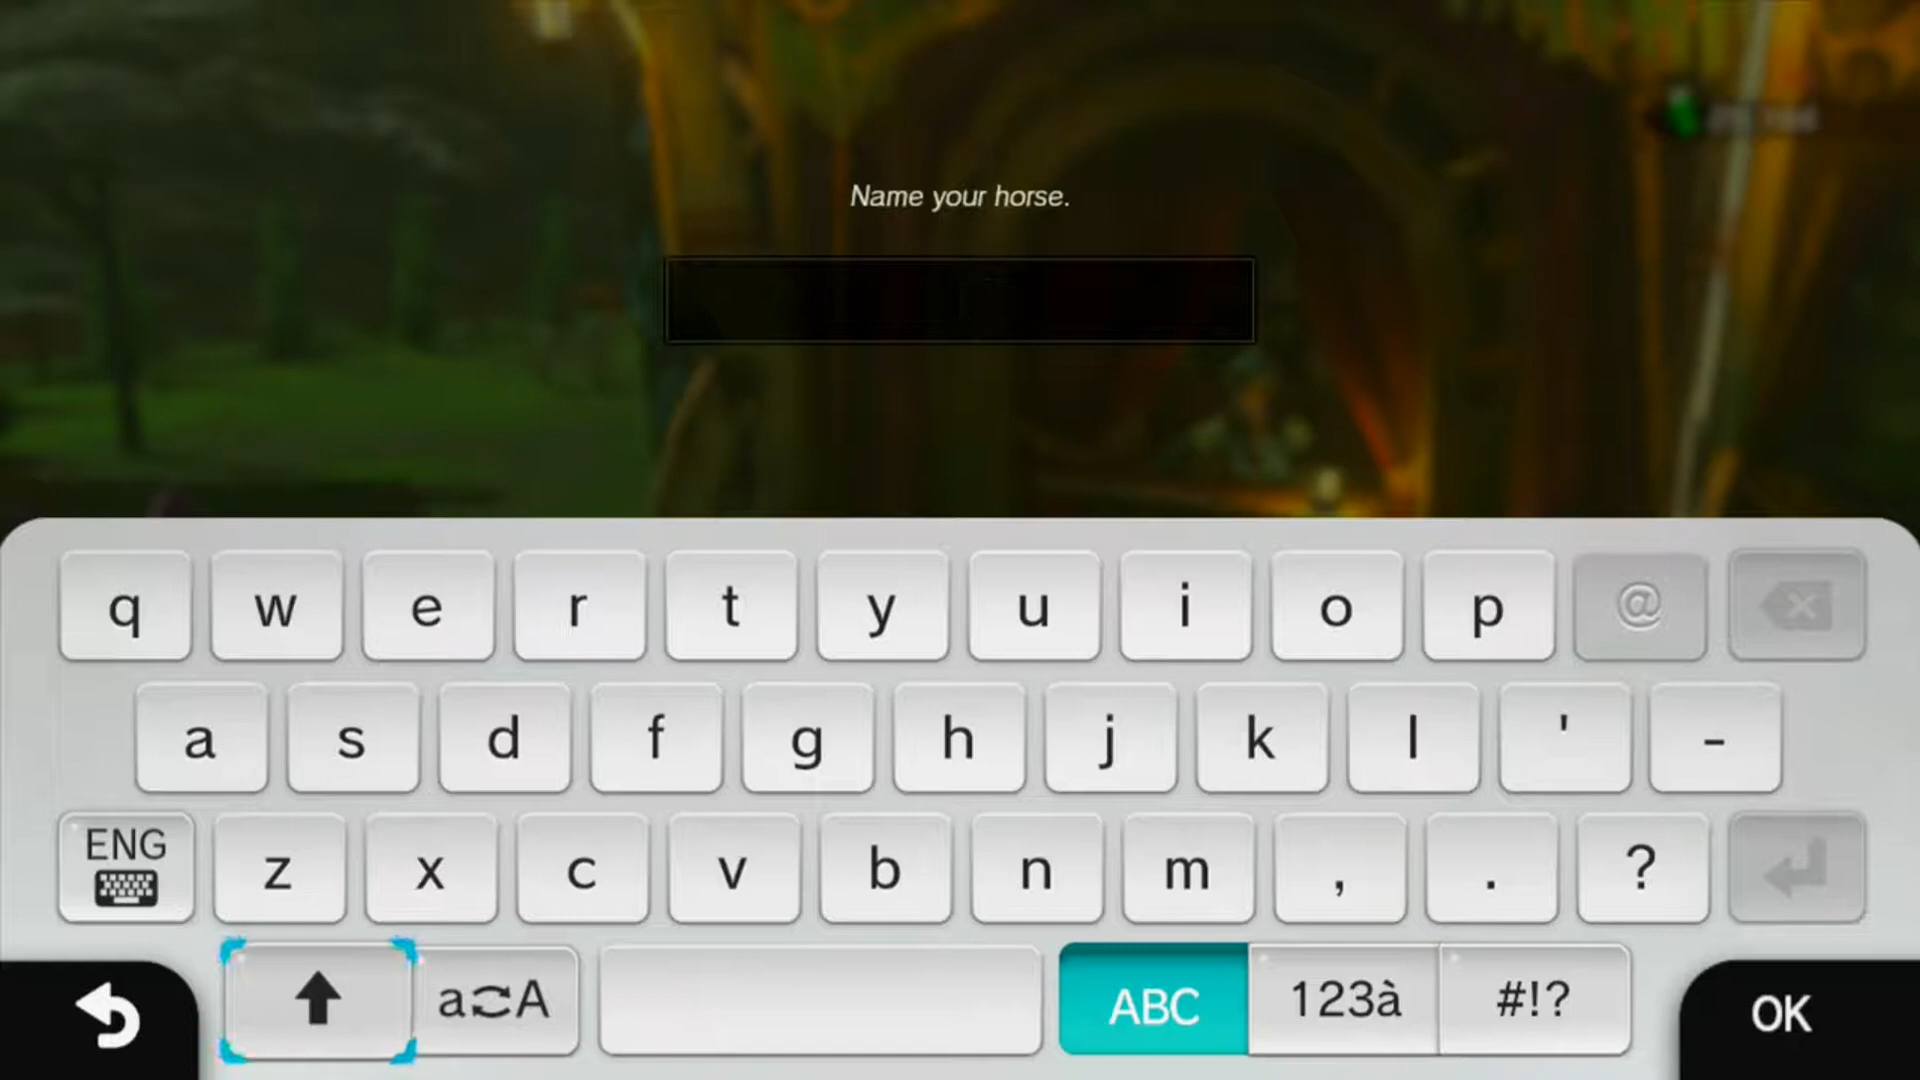 Name your horse.
q w e r t y u i o p @
a s d f g h j k l ' -
ENG z x c v b n m , . ?
a A ABC 123à #!? OK